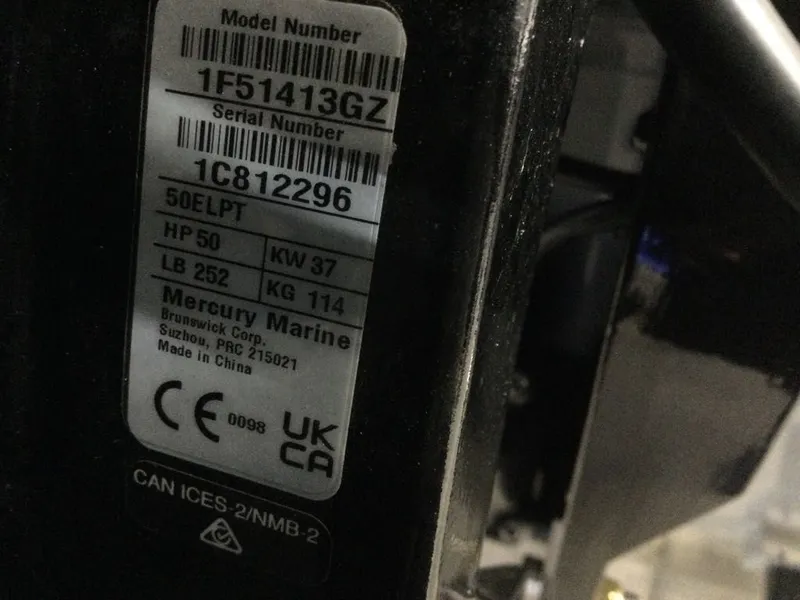 Model Number
1F51413GZ
Serial Number
1C812296
50ELPT
HP 50 KW 37
LB 252 KG 114
Mercury Marine
Brunswick Corp.
Suzhou, PRC 215021
Made in China
CE 0098 UK
CA
CAN ICES-2/NMB-2